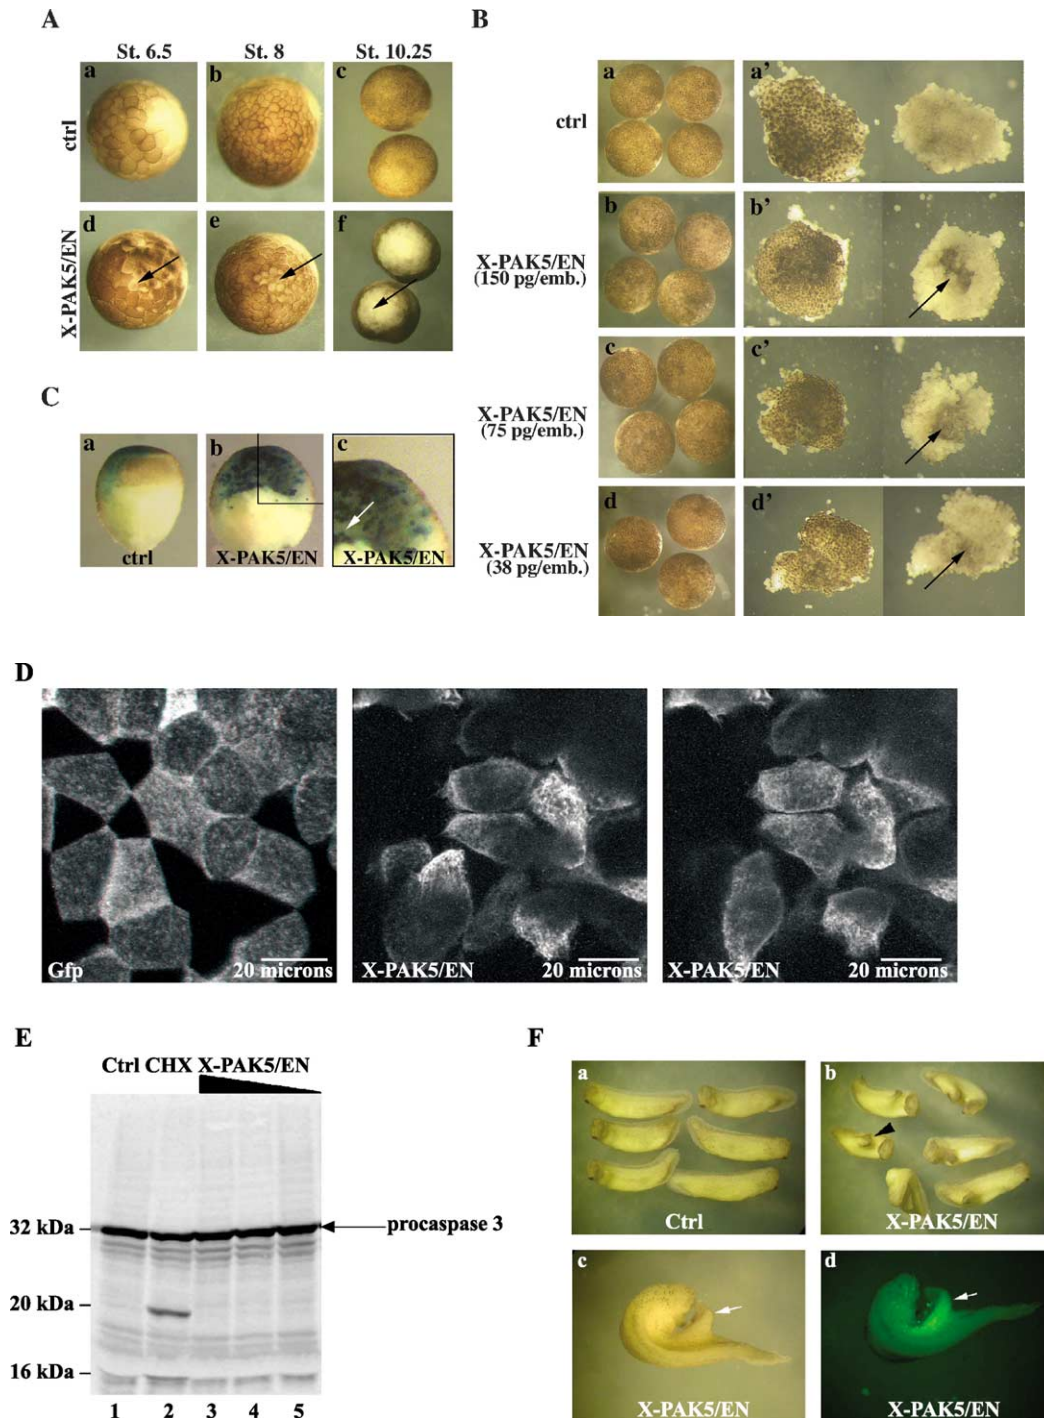 A
St. 6.5 St. 8 St. 10.25
a b c
ctrl
d e f
X-PAK5/EN
B
a a'
ctrl
b b'
X-PAK5/EN
(150 pg/emb.)
c c'
X-PAK5/EN
(75 pg/emb.)
d d'
X-PAK5/EN
(38 pg/emb.)
C
a b c
ctrl X-PAK5/EN X-PAK5/EN
D
Gfp 20 microns X-PAK5/EN 20 microns X-PAK5/EN 20 microns
E
Ctrl CHX X-PAK5/EN
32 kDa
procaspase 3
20 kDa
16 kDa
1 2 3 4 5
F
a b
Ctrl X-PAK5/EN
c d
X-PAK5/EN X-PAK5/EN